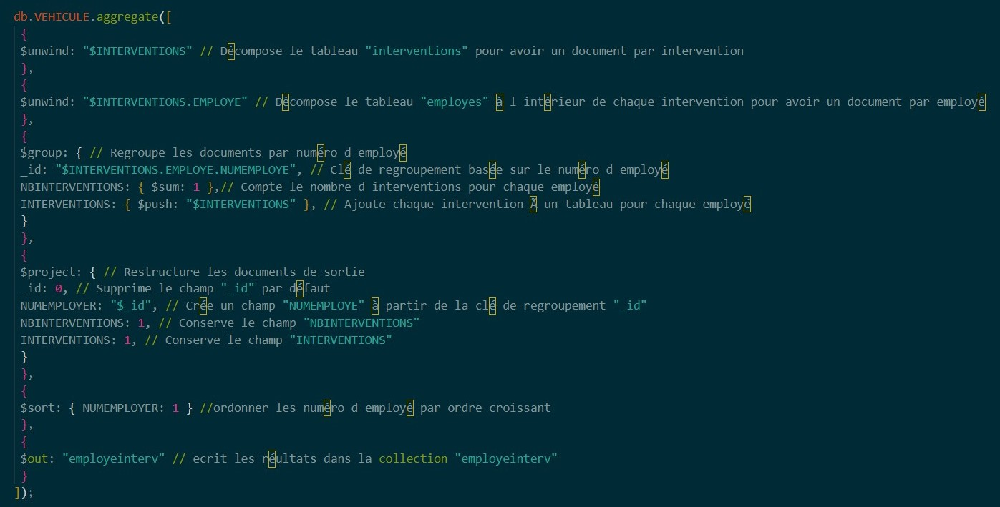 db.VEHICULE.aggregate([
{
$unwind: "$INTERVENTIONS" // Décompose le tableau "interventions" pour avoir un document par intervention
},
{
$unwind: "$INTERVENTIONS.EMPLOYE" // Décompose le tableau "employes" à l intérieur de chaque intervention pour avoir un document par employé
},
{
$group: { // Regroupe les documents par numéro d employé
_id: "$INTERVENTIONS.EMPLOYE.NUMEMPLOYE", // Clé de regroupement basée sur le numéro d employé
NBINTERVENTIONS: { $sum: 1 },// Compte le nombre d interventions pour chaque employé
INTERVENTIONS: { $push: "$INTERVENTIONS" }, // Ajoute chaque intervention Ã un tableau pour chaque employé
}
},
{
$project: { // Restructure les documents de sortie
_id: 0, // Supprime le champ "_id" par défaut
NUMEMPLOYER: "$_id", // Crée un champ "NUMEMPLOYE" à partir de la clé de regroupement "_id"
NBINTERVENTIONS: 1, // Conserve le champ "NBINTERVENTIONS"
INTERVENTIONS: 1, // Conserve le champ "INTERVENTIONS"
}
},
{
$sort: { NUMEMPLOYER: 1 } //ordonner les numéro d employé par ordre croissant
},
{
$out: "employeinterv" // ecrit les réultats dans la collection "employeinterv"
}
]);